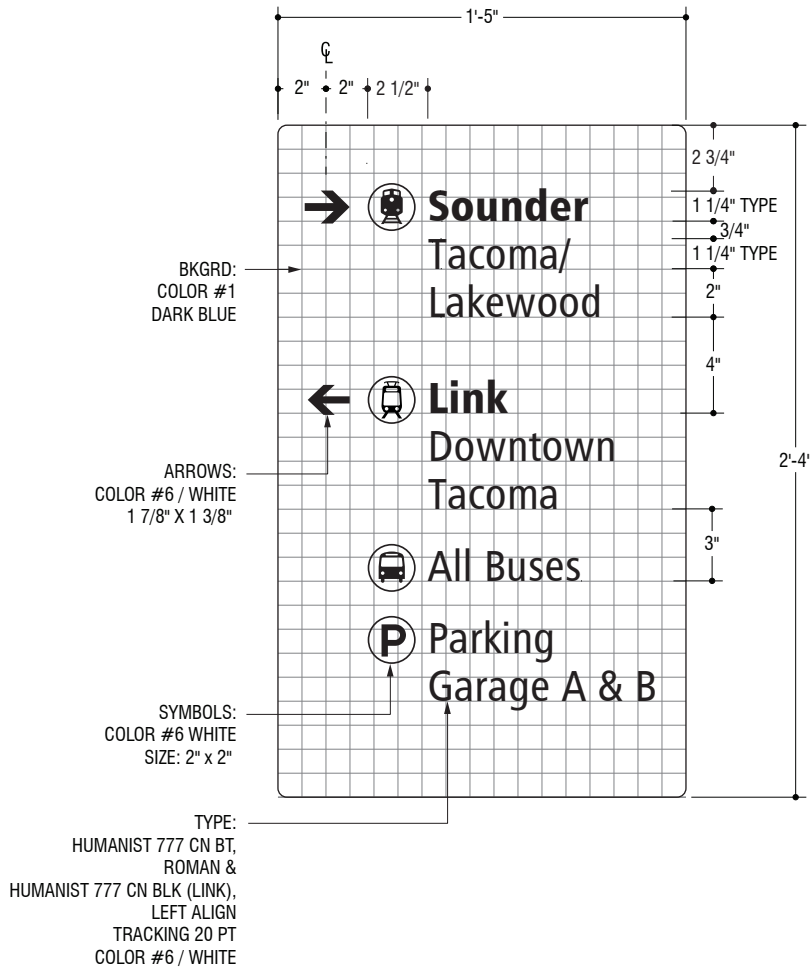 1'-5"
℄
2" 2" 2 1/2"
2 3/4"
1 1/4" TYPE
3/4"
1 1/4" TYPE
2"
4"
2'-4"
3"
Sounder
Tacoma/
Lakewood
Link
Downtown
Tacoma
All Buses
P Parking
Garage A & B
BKGRD:
COLOR #1
DARK BLUE
ARROWS:
COLOR #6 / WHITE
1 7/8" X 1 3/8"
SYMBOLS:
COLOR #6 WHITE
SIZE: 2" x 2"
TYPE:
HUMANIST 777 CN BT,
ROMAN &
HUMANIST 777 CN BLK (LINK),
LEFT ALIGN
TRACKING 20 PT
COLOR #6 / WHITE